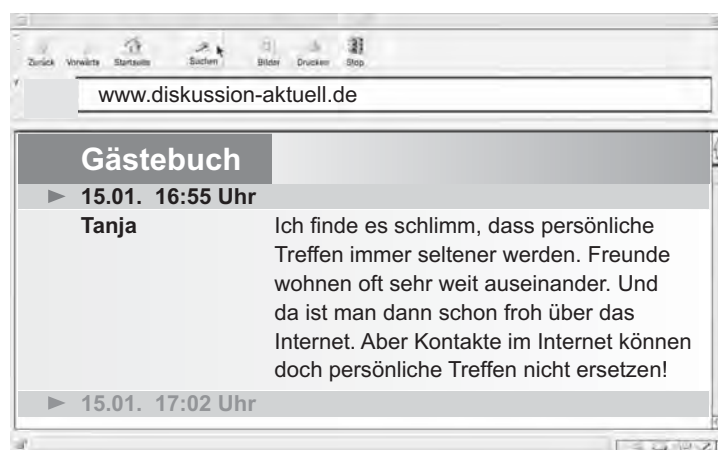 Zurück Vorwärts Startseite Suchen Bilder Drucken Stop
www.diskussion-aktuell.de
Gästebuch
15.01. 16:55 Uhr
Tanja
Ich finde es schlimm, dass persönliche
Treffen immer seltener werden. Freunde
wohnen oft sehr weit auseinander. Und
da ist man dann schon froh über das
Internet. Aber Kontakte im Internet können
doch persönliche Treffen nicht ersetzen!
15.01. 17:02 Uhr